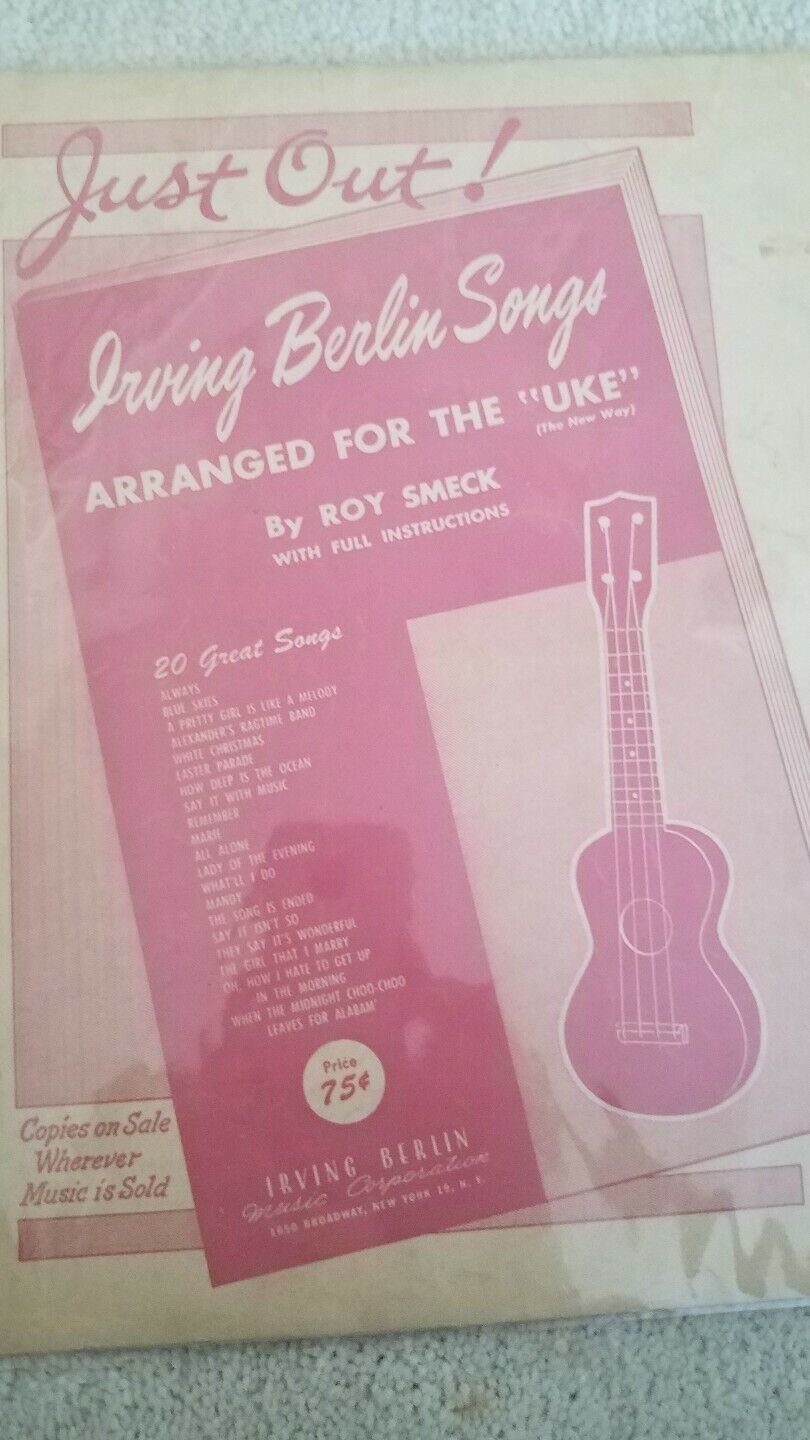 Just Out!
Irving Berlin Songs
ARRANGED FOR THE "UKE"
(The New Way)
By ROY SMECK
WITH FULL INSTRUCTIONS
20 Great Songs
ALWAYS
BLUE SKIES
A PRETTY GIRL IS LIKE A MELODY
ALEXANDER'S RAGTIME BAND
WHITE CHRISTMAS
EASTER PARADE
HOW DEEP IS THE OCEAN
SAY IT WITH MUSIC
REMEMBER
MARIE
ALL ALONE
LADY OF THE EVENING
WHAT'LL I DO
MANDY
THE SONG IS ENDED
SAY IT ISN'T SO
THEY SAY IT'S WONDERFUL
THE GIRL THAT I MARRY
OH, HOW I HATE TO GET UP
IN THE MORNING
WHEN THE MIDNIGHT CHOO-CHOO
LEAVES FOR ALABAM'
Price
75¢
Copies on Sale
Wherever
Music is Sold
IRVING BERLIN
Music Corporation
1650 BROADWAY, NEW YORK 19, N. Y.